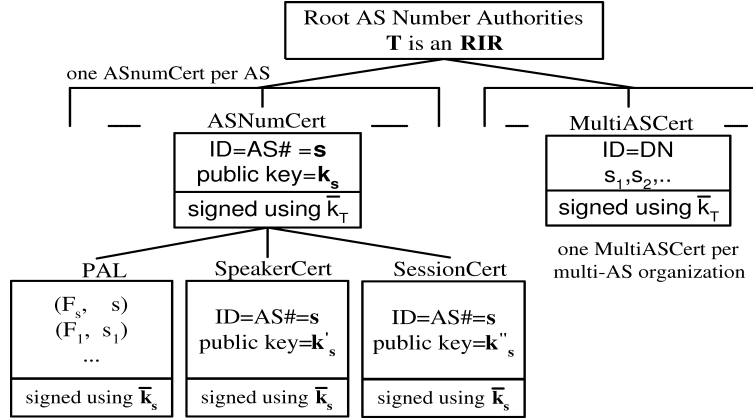 Root AS Number Authorities
T is an RIR
one ASnumCert per AS
ASNumCert
ID=AS# =s
public key=kₛ
signed using k̅_T
MultiASCert
ID=DN
s₁,s₂,..
signed using k̅_T
one MultiASCert per
multi-AS organization
PAL
(Fₛ, s)
(F₁, s₁)
...
signed using k̅ₛ
SpeakerCert
ID=AS#=s
public key=k'ₛ
signed using k̅ₛ
SessionCert
ID=AS#=s
public key=k"ₛ
signed using k̅ₛ